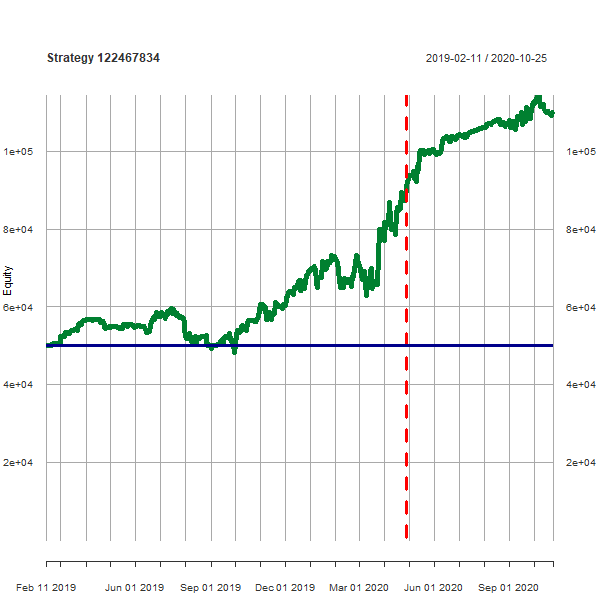 Strategy 122467834
2019-02-11 / 2020-10-25
1e+05
1e+05
8e+04
8e+04
Equity
6e+04
6e+04
4e+04
4e+04
2e+04
2e+04
Feb 11 2019
Jun 01 2019
Sep 01 2019
Dec 01 2019
Mar 01 2020
Jun 01 2020
Sep 01 2020